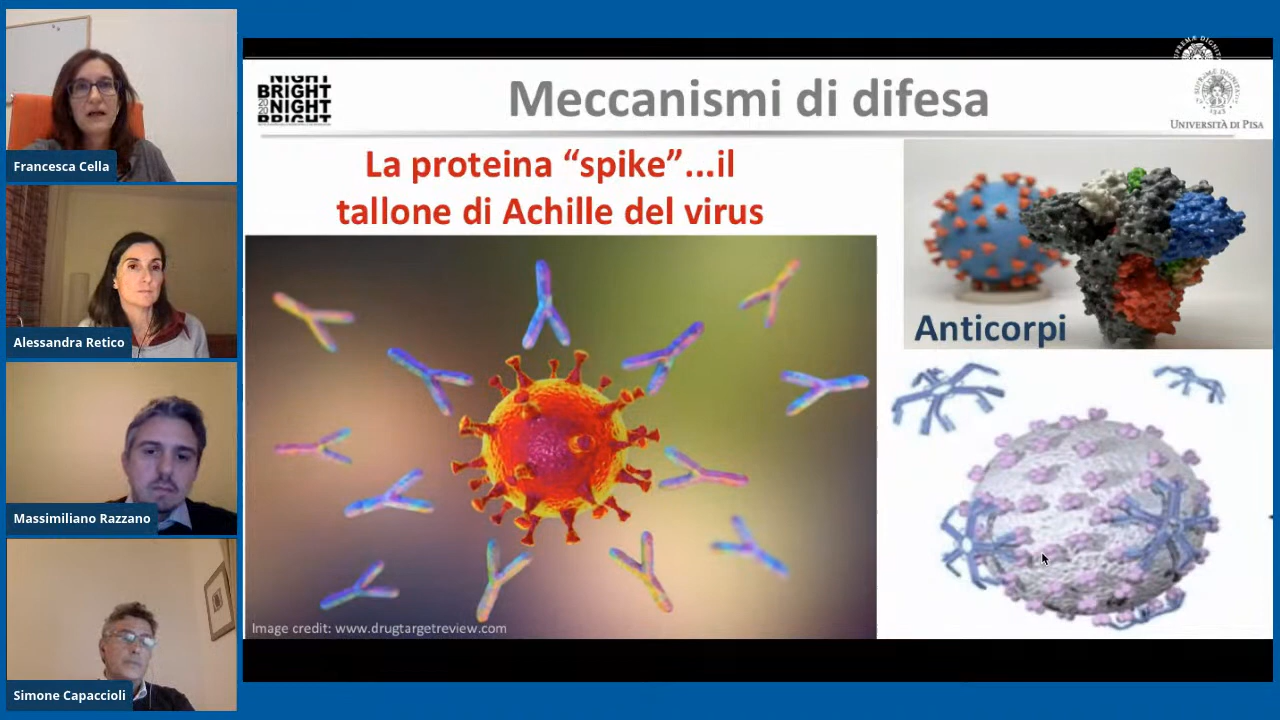 Francesca Cella
Alessandra Retico
Massimiliano Razzano
Simone Capaccioli
NIGHT
BRIGHT
NIGHT
BRIGHT
Meccanismi di difesa
UNIVERSITÀ DI PISA
La proteina “spike”...il
tallone di Achille del virus
Anticorpi
Image credit: www.drugtargetreview.com